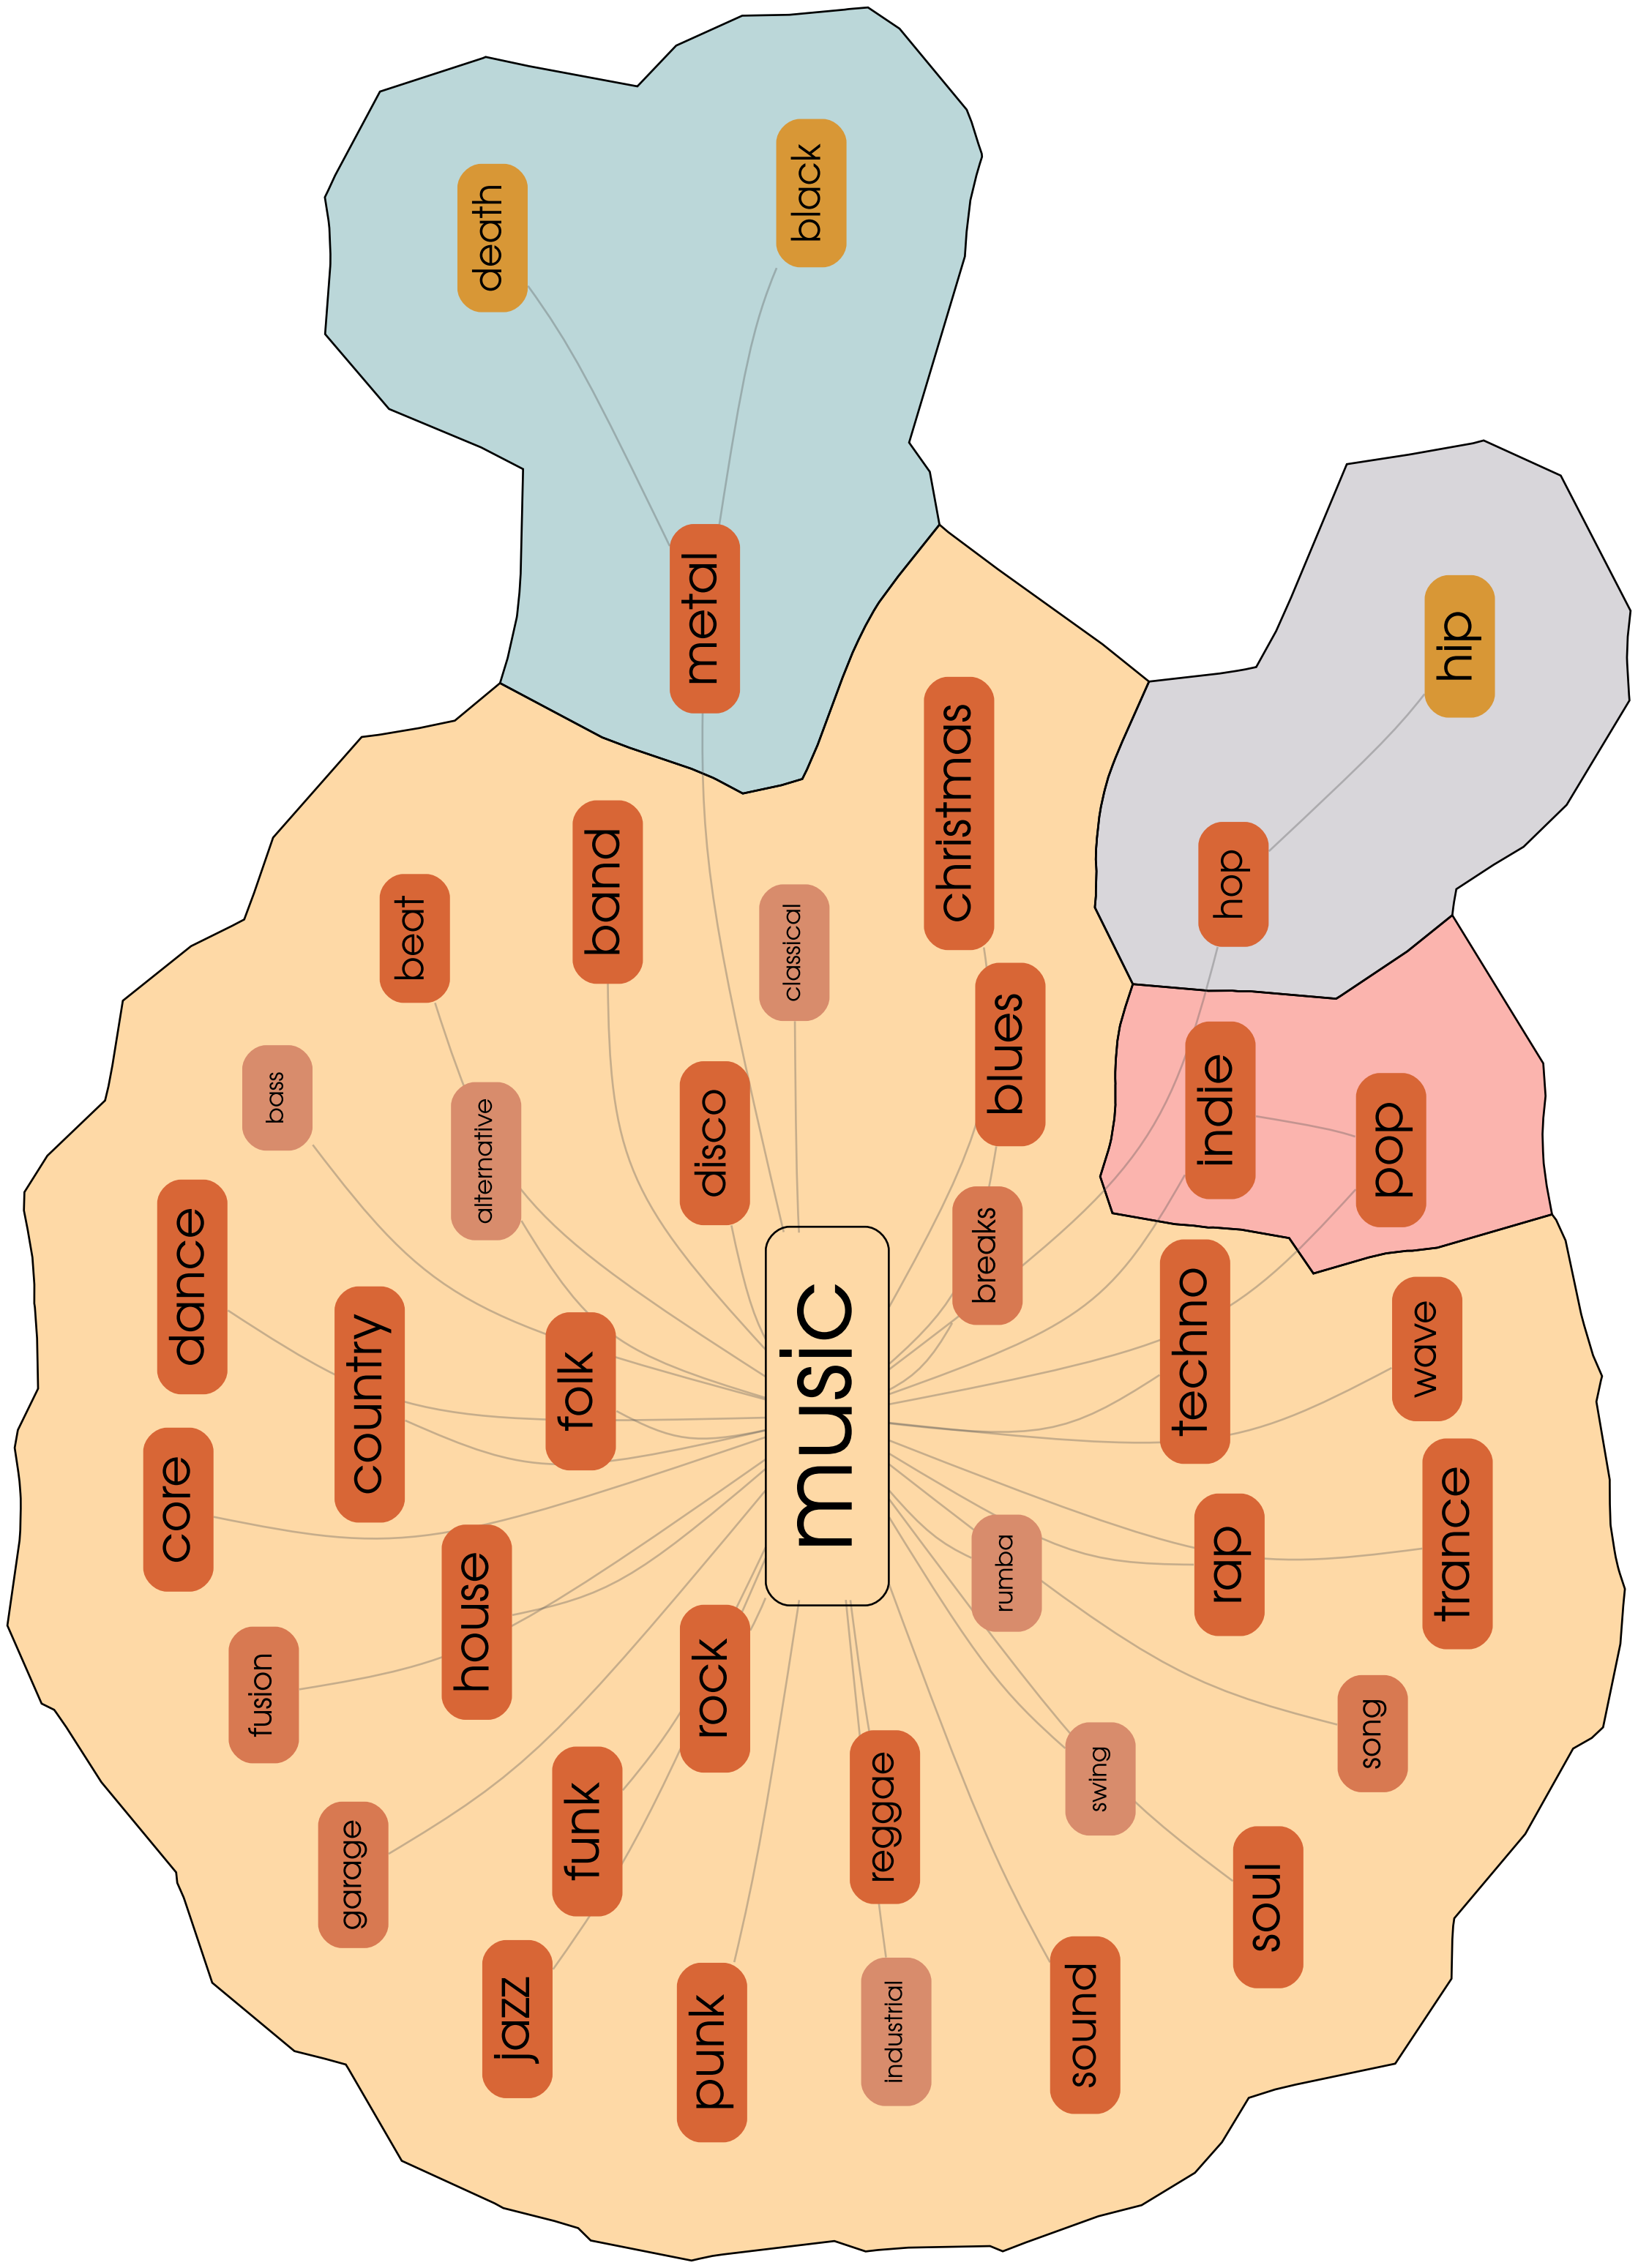 death
black
metal
hip
christmas
hop
band
beat
classical
blues
bass
alternative
disco
indie
pop
breaks
dance
country
folk
music
techno
wave
core
house
rumba
rap
trance
fusion
rock
song
garage
funk
reggae
swing
soul
jazz
punk
industrial
sound